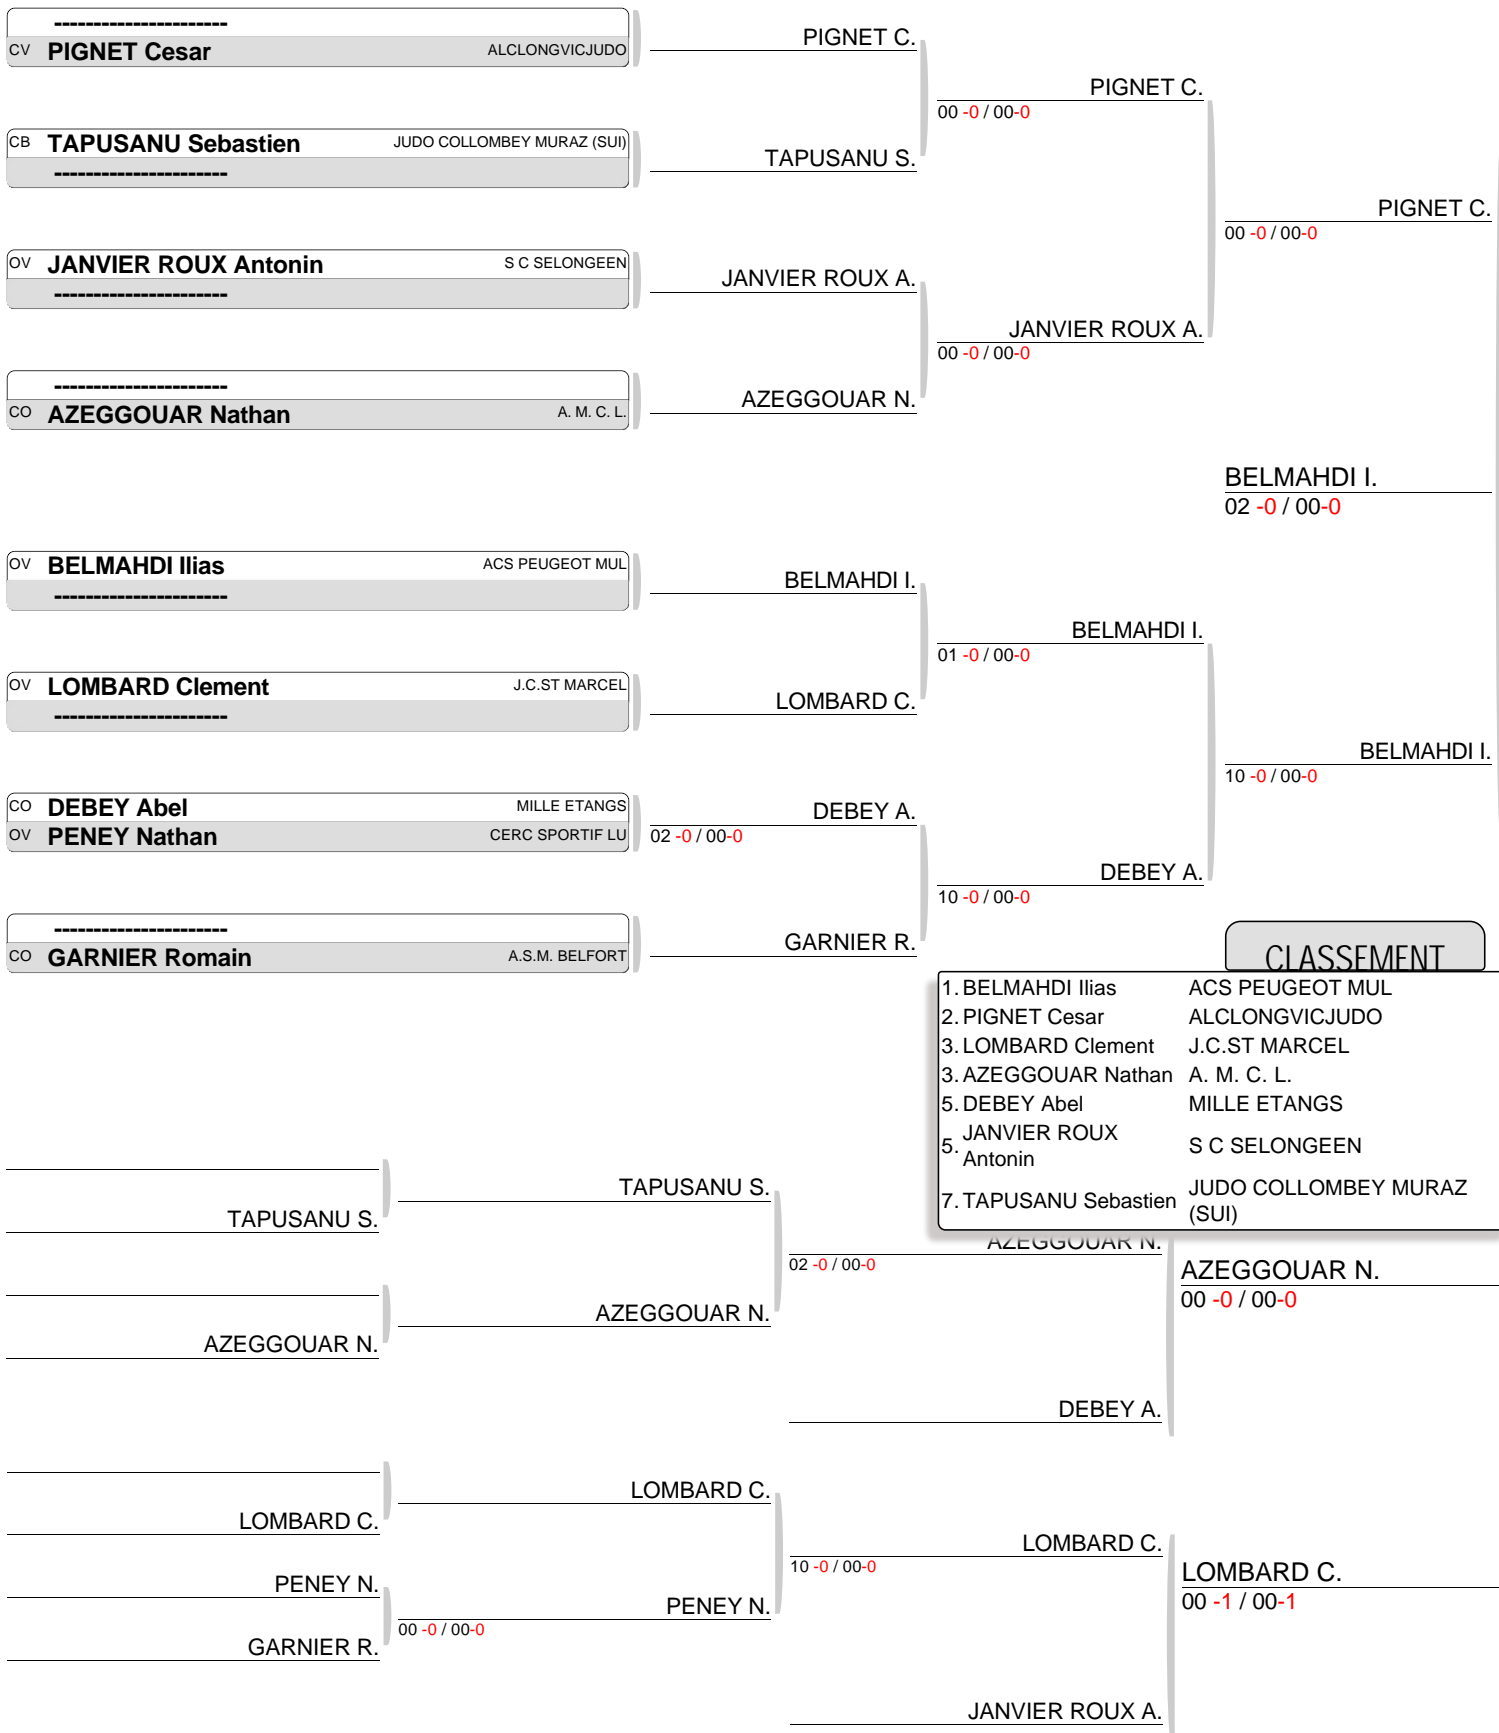 ----------------------
CV PIGNET Cesar ALCLONGVICJUDO
PIGNET C.
PIGNET C.
00 -0 / 00-0
CB TAPUSANU Sebastien JUDO COLLOMBEY MURAZ (SUI)
----------------------
TAPUSANU S.
PIGNET C.
00 -0 / 00-0
OV JANVIER ROUX Antonin S C SELONGEEN
----------------------
JANVIER ROUX A.
JANVIER ROUX A.
00 -0 / 00-0
----------------------
CO AZEGGOUAR Nathan A. M. C. L.
AZEGGOUAR N.
BELMAHDI I.
02 -0 / 00-0
OV BELMAHDI Ilias ACS PEUGEOT MUL
----------------------
BELMAHDI I.
BELMAHDI I.
01 -0 / 00-0
OV LOMBARD Clement J.C.ST MARCEL
----------------------
LOMBARD C.
BELMAHDI I.
10 -0 / 00-0
CO DEBEY Abel MILLE ETANGS
OV PENEY Nathan CERC SPORTIF LU
DEBEY A.
02 -0 / 00-0
DEBEY A.
10 -0 / 00-0
----------------------
CO GARNIER Romain A.S.M. BELFORT
GARNIER R.
CLASSEMENT
1. BELMAHDI Ilias ACS PEUGEOT MUL
2. PIGNET Cesar ALCLONGVICJUDO
3. LOMBARD Clement J.C.ST MARCEL
3. AZEGGOUAR Nathan A. M. C. L.
5. DEBEY Abel MILLE ETANGS
5. JANVIER ROUX Antonin S C SELONGEEN
7. TAPUSANU Sebastien JUDO COLLOMBEY MURAZ (SUI)
TAPUSANU S.
TAPUSANU S.
AZEGGOUAR N.
02 -0 / 00-0
AZEGGOUAR N.
00 -0 / 00-0
AZEGGOUAR N.
AZEGGOUAR N.
DEBEY A.
LOMBARD C.
LOMBARD C.
LOMBARD C.
10 -0 / 00-0
LOMBARD C.
00 -1 / 00-1
PENEY N.
PENEY N.
00 -0 / 00-0
GARNIER R.
JANVIER ROUX A.